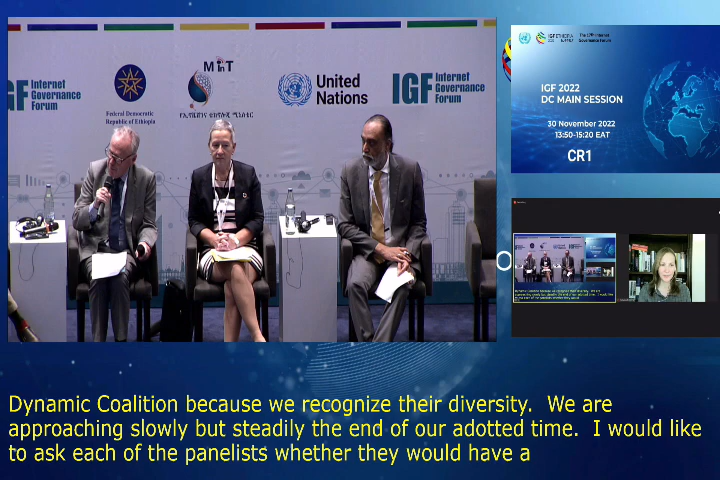 GF Internet
Governance
Forum
Federal Democratic
Republic of Ethiopia
United
Nations
IGF Internet
Governance
Forum
IGF 2022
DC MAIN SESSION
30 November 2022
13:50-15:20 EAT
CR1
Dynamic Coalition because we recognize their diversity.  We are
approaching slowly but steadily the end of our adotted time.  I would like
to ask each of the panelists whether they would have a